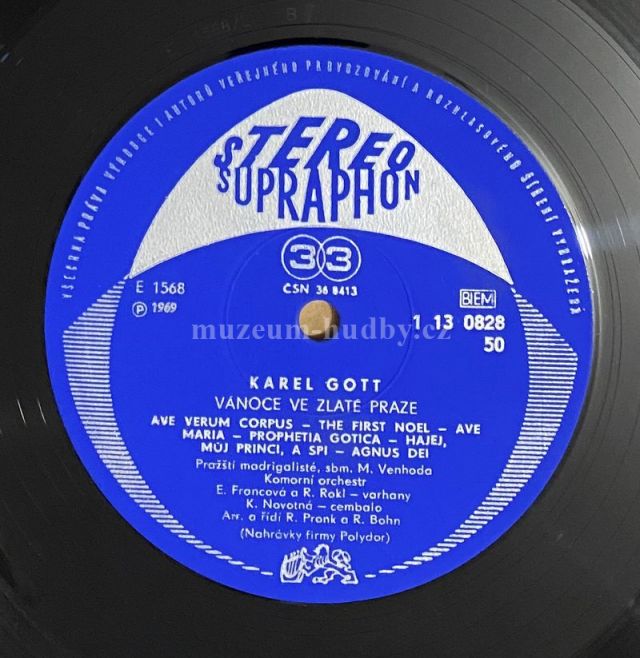 VŠECHNA PRÁVA VÝROBCE I AUTORŮ VEŘEJNÉHO PROVOZOVÁNÍ A ROZHLASOVÉHO ŠÍŘENÍ VYHRAŽENA
STEREO
SUPRAPHON
33
ČSN 36 8413
E 1568
℗ 1969
BIEM
1 13 0828
50
muzeum-hudby.cz
KAREL GOTT
VÁNOCE VE ZLATÉ PRAZE
AVE VERUM CORPUS – THE FIRST NOEL – AVE
MARIA – PROPHETIA GOTICA – HAJEJ,
MŮJ PRINCI, A SPI – AGNUS DEI
Pražští madrigalisté, sbm. M. Venhoda
Komorní orchestr
E. Francová a R. Rokl – varhany
K. Novotná – cembalo
Arr. a řídí R. Pronk a R. Bohn
(Nahrávky firmy Polydor)